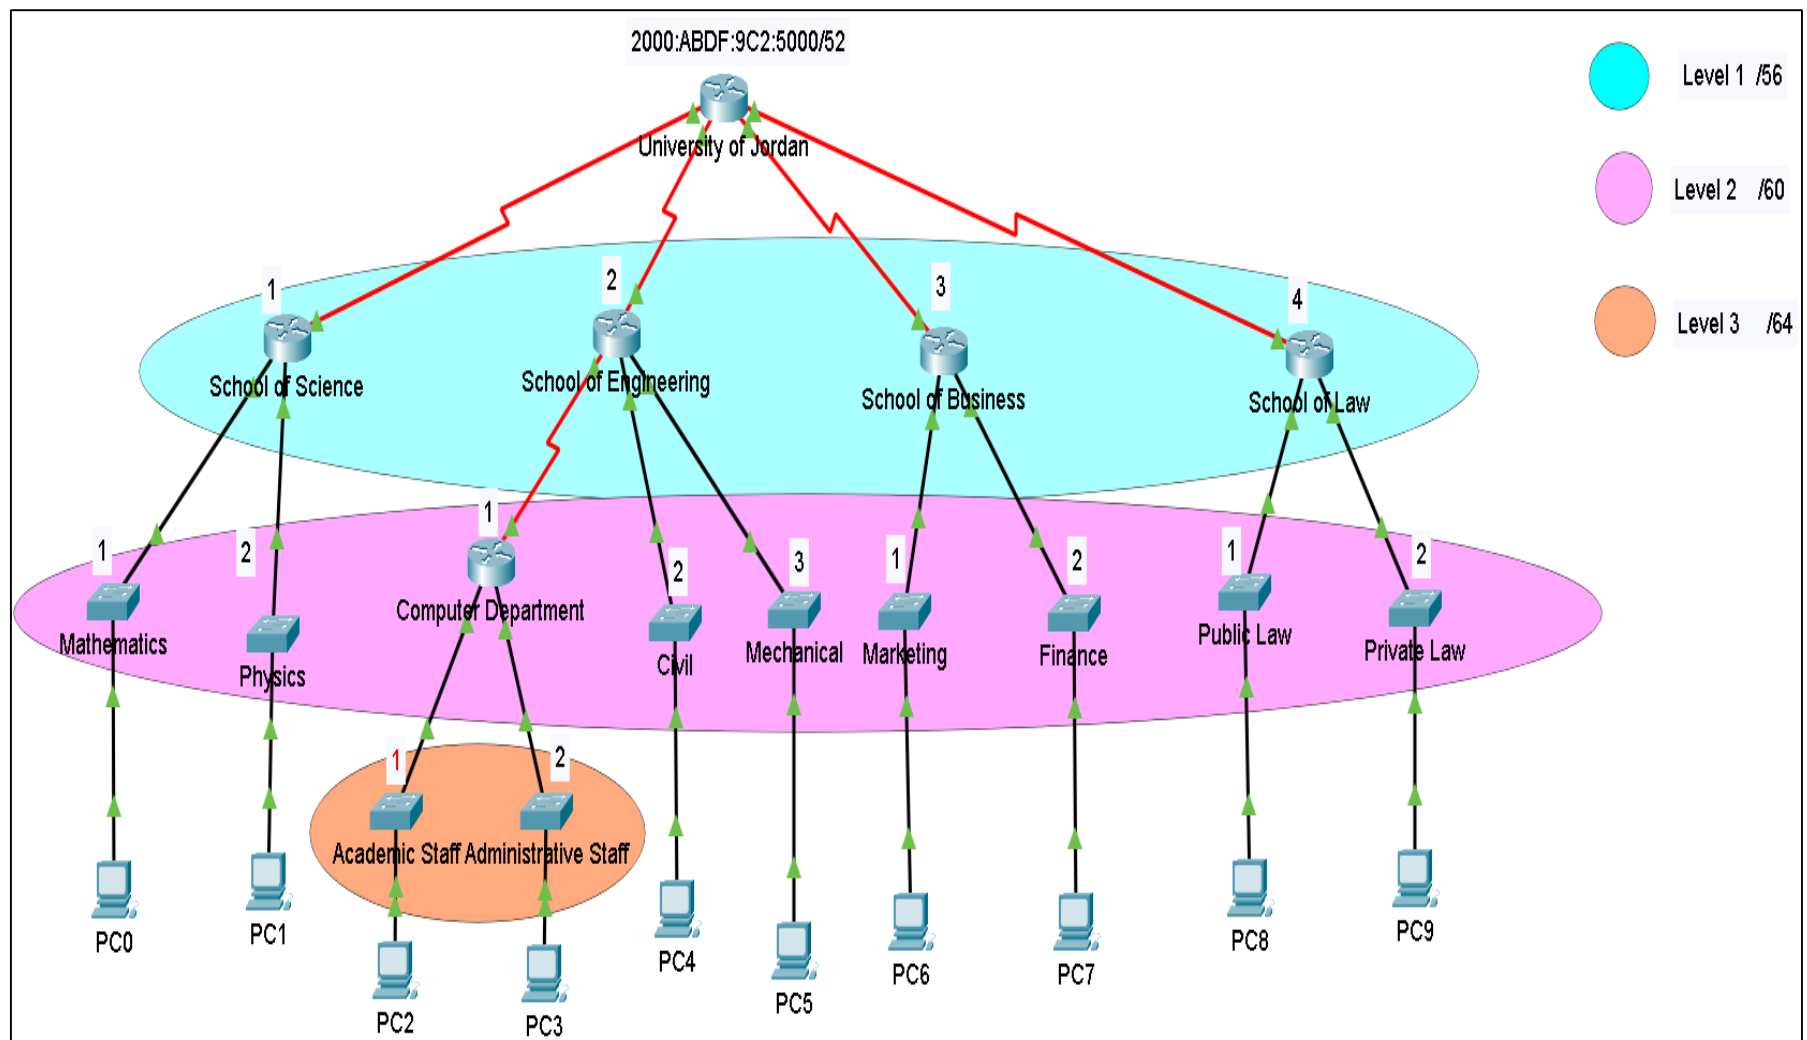 2000:ABDF:9C2:5000/52
University of Jordan
Level 1 /56
Level 2 /60
Level 3 /64
1
2
3
4
School of Science
School of Engineering
School of Business
School of Law
1
2
1
2
3
1
2
1
2
Mathematics
Physics
Computer Department
Civil
Mechanical
Marketing
Finance
Public Law
Private Law
1
2
Academic Staff
Administrative Staff
PC0
PC1
PC2
PC3
PC4
PC5
PC6
PC7
PC8
PC9